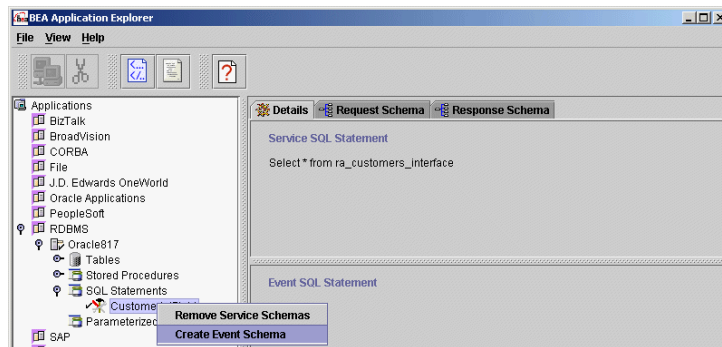 BEA Application Explorer
File View Help
Applications
BizTalk
BroadVision
CORBA
File
J.D. Edwards OneWorld
Oracle Applications
PeopleSoft
RDBMS
Oracle817
Tables
Stored Procedures
SQL Statements
Parameterized
SAP
Remove Service Schemas
Create Event Schema
Details Request Schema Response Schema
Service SQL Statement
Select * from ra_customers_interface
Event SQL Statement